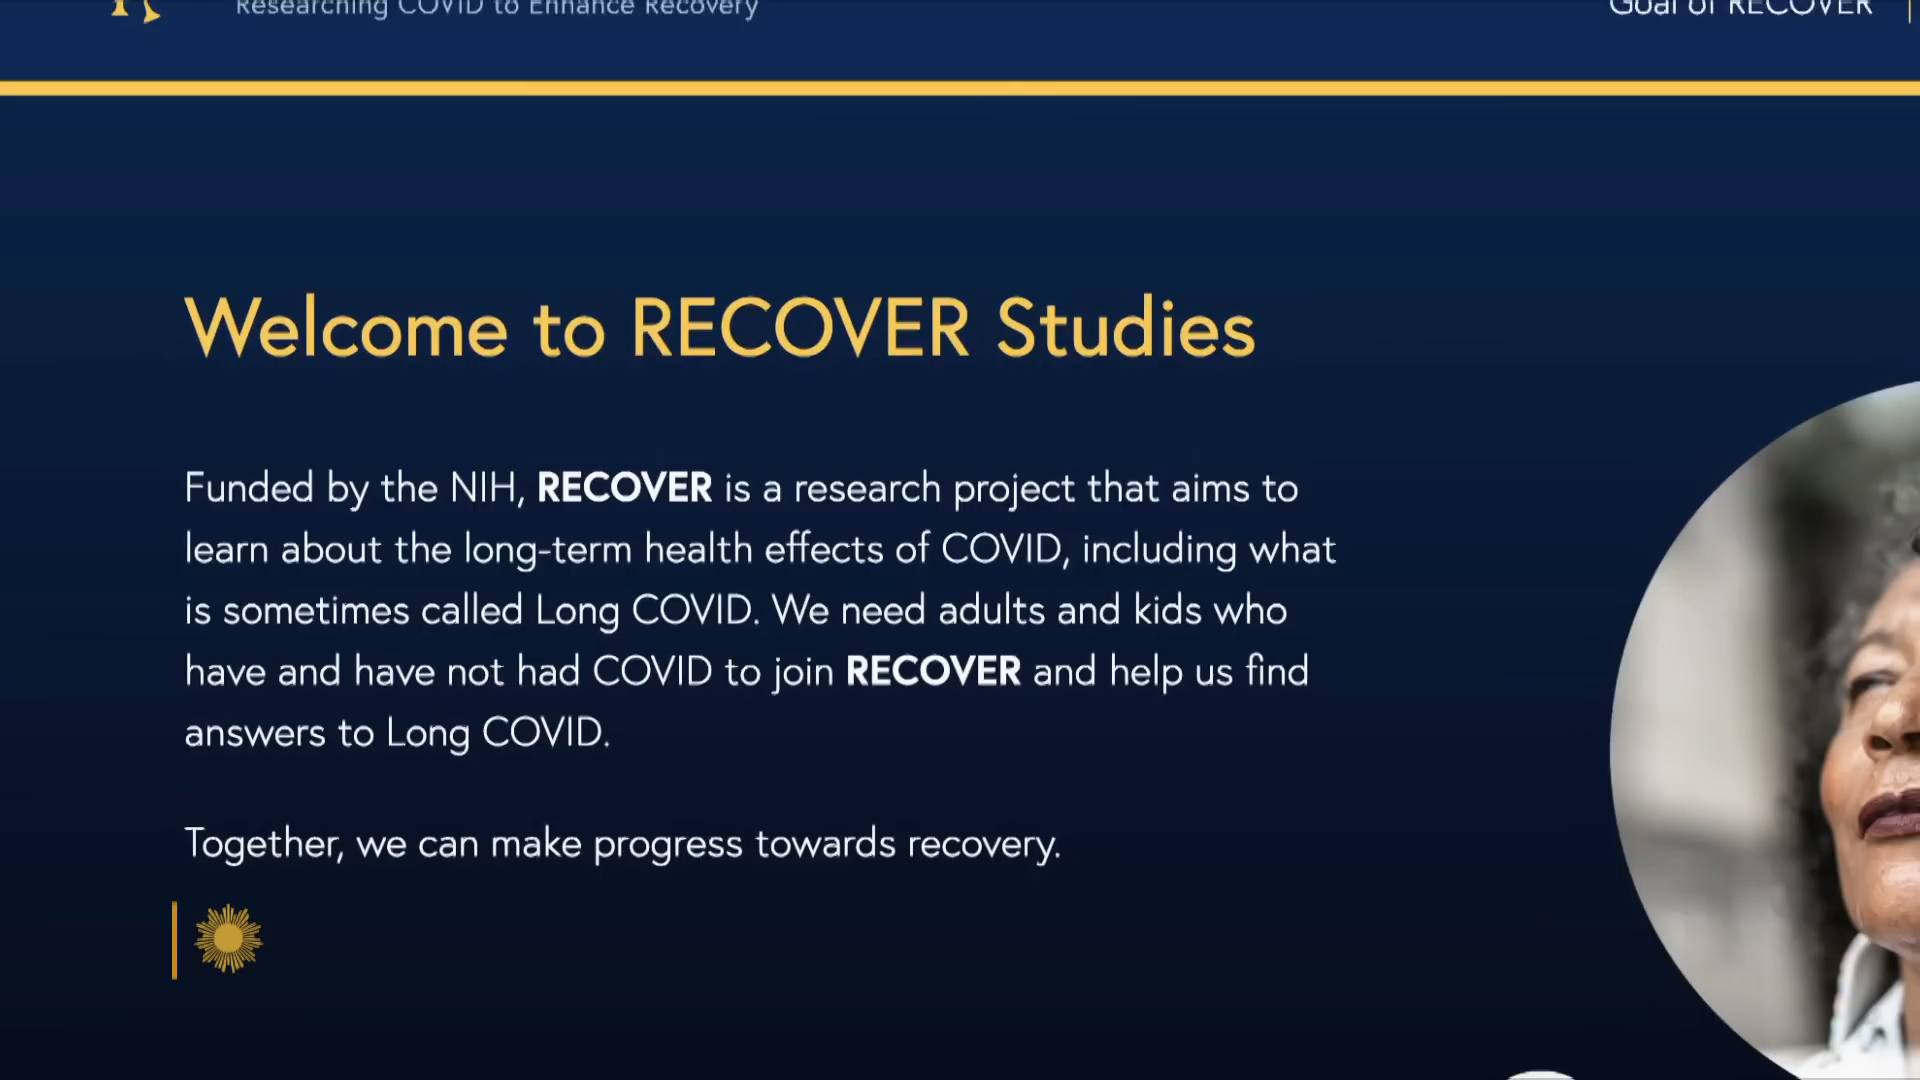 Researching COVID to Enhance Recovery
Goal of RECOVER
Welcome to RECOVER Studies
Funded by the NIH, RECOVER is a research project that aims to
learn about the long-term health effects of COVID, including what
is sometimes called Long COVID. We need adults and kids who
have and have not had COVID to join RECOVER and help us find
answers to Long COVID.
Together, we can make progress towards recovery.